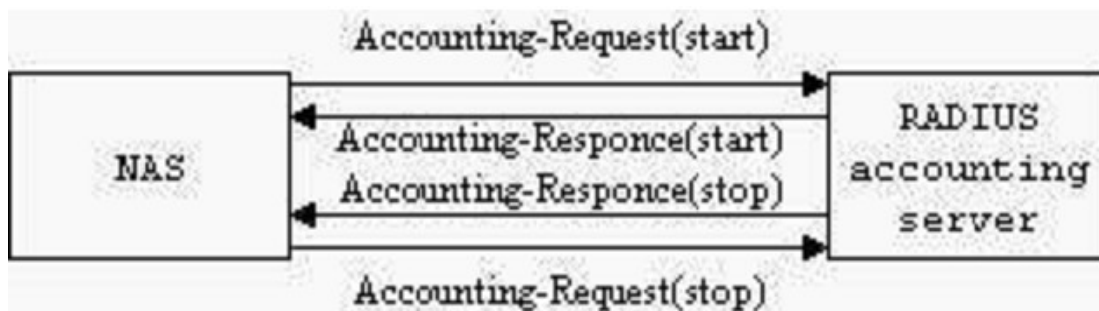 Accounting-Request(start)
NAS
Accounting-Responce(start)
Accounting-Responce(stop)
RADIUS
accounting
server
Accounting-Request(stop)